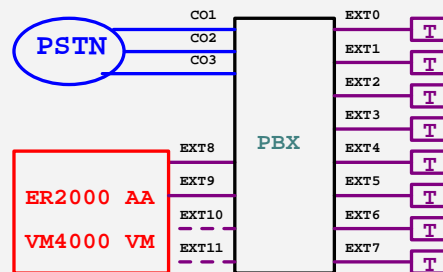 CO1
CO2
CO3
PSTN
PBX
EXT0
T
EXT1
T
EXT2
T
EXT3
T
EXT4
T
EXT5
T
EXT6
T
EXT7
T
EXT8
EXT9
EXT10
EXT11
ER2000 AA
VM4000 VM